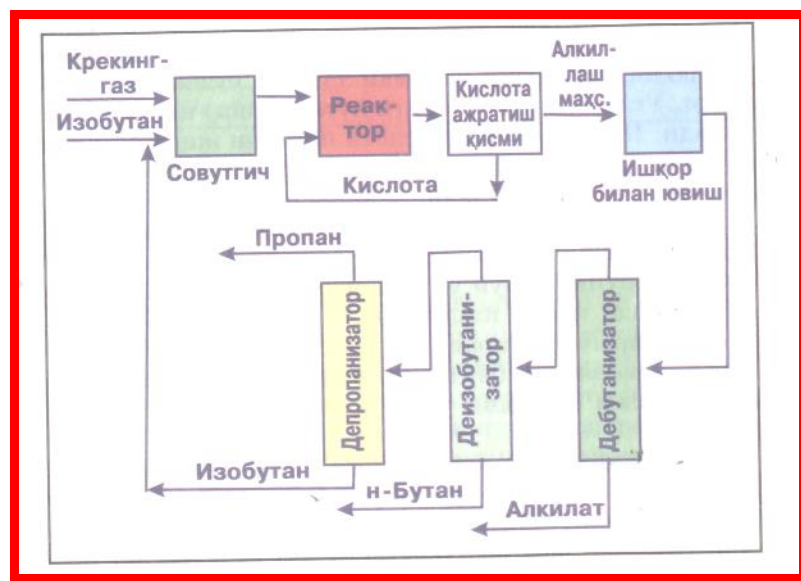 Крекинг-
газ
Изобутан
Совутгич
Реак-
тор
Кислота
ажратиш
қисми
Кислота
Алкил-
лаш
маҳс.
Ишқор
билан ювиш
Пропан
Депропанизатор
Деизобутани-
затор
Дебутанизатор
Изобутан
н-Бутан
Алкилат